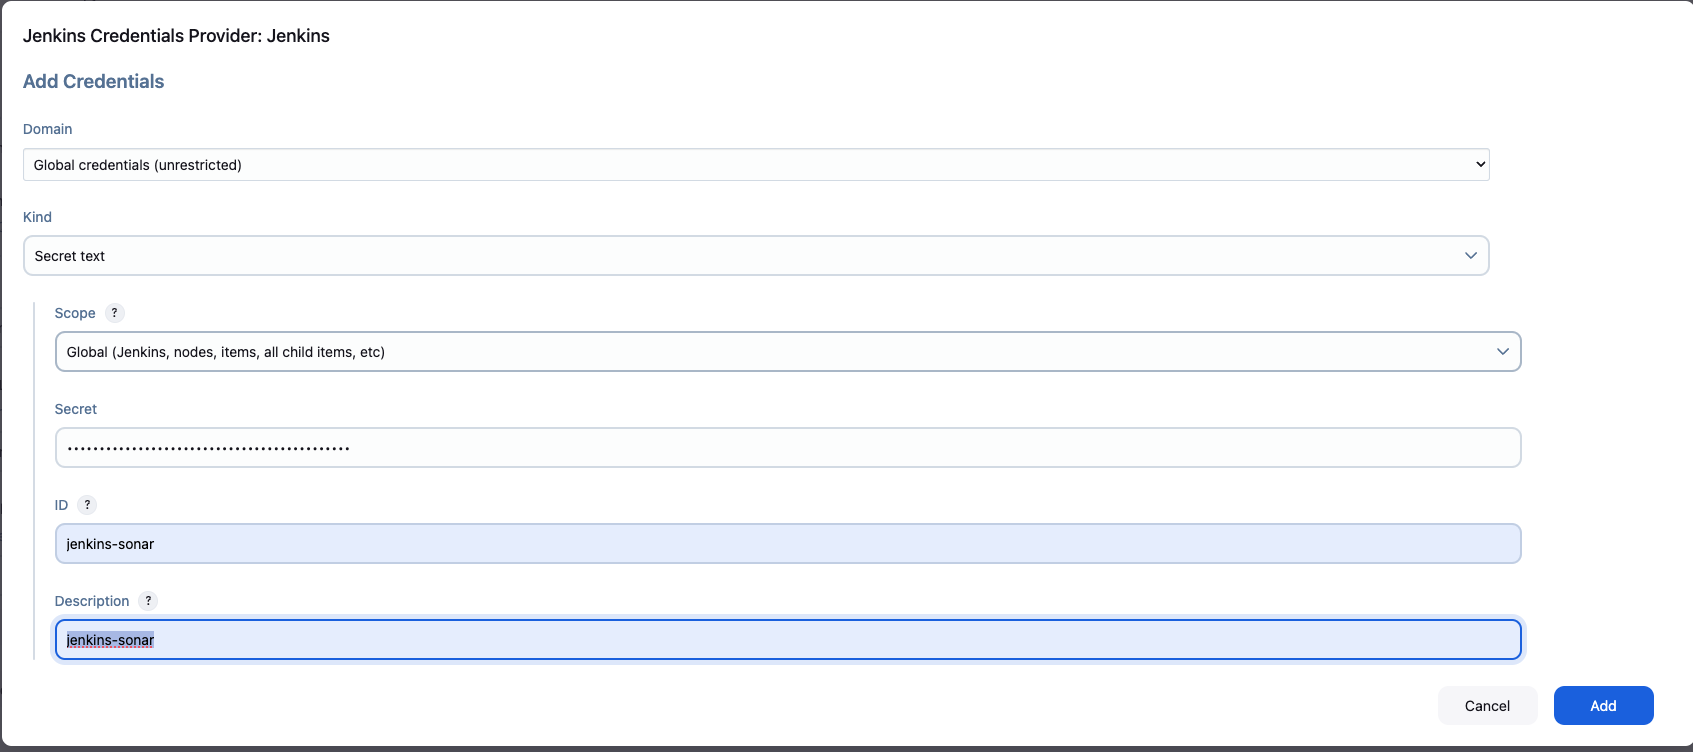 Jenkins Credentials Provider: Jenkins
Add Credentials
Domain
Global credentials (unrestricted)
Kind
Secret text
Scope ?
Global (Jenkins, nodes, items, all child items, etc)
Secret
••••••••••••••••••••••••••••••••••••••••••••
ID ?
jenkins-sonar
Description ?
jenkins-sonar
Cancel Add